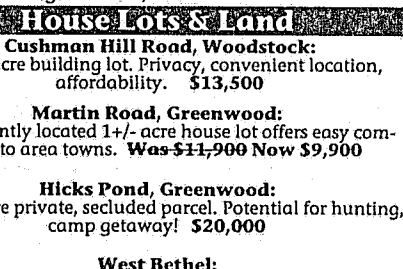 House Lots & Land
Cushman Hill Road, Woodstock:
cre building lot. Privacy, convenient location,
affordability. $13,500
Martin Road, Greenwood:
ntly located 1+/- acre house lot offers easy com-
to area towns. Was $11,900 Now $9,900
Hicks Pond, Greenwood:
e private, secluded parcel. Potential for hunting,
camp getaway! $20,000
West Bethel: